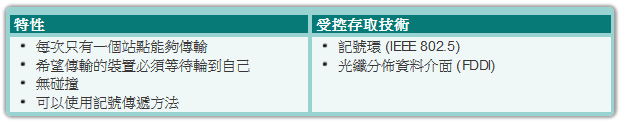 特性
• 每次只有一個站點能夠傳輸
• 希望傳輸的裝置必須等待輪到自己
• 無碰撞
• 可以使用記號傳遞方法
受控存取技術
• 記號環 (IEEE 802.5)
• 光纖分佈資料介面 (FDDI)